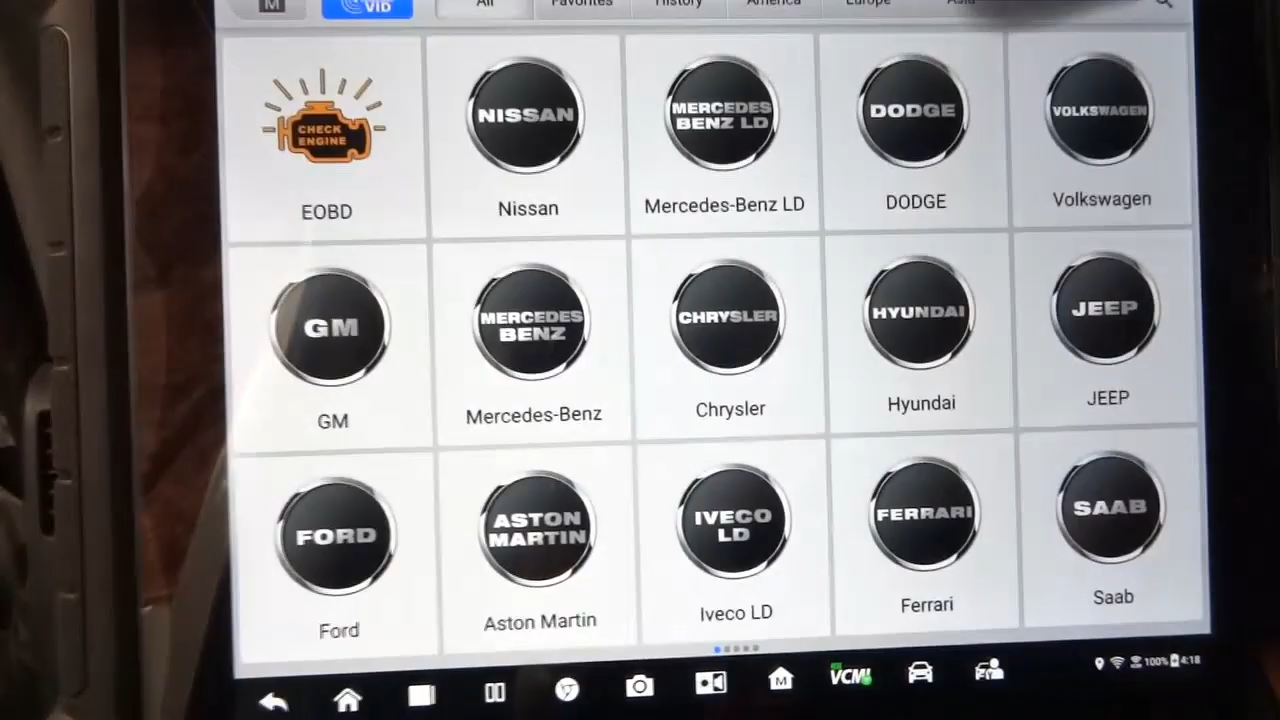 M
VID
All
Favorites
History
America
Europe
Asia
CHECK
ENGINE
EOBD
NISSAN
Nissan
MERCEDES
BENZ LD
Mercedes-Benz LD
DODGE
DODGE
VOLKSWAGEN
Volkswagen
GM
GM
MERCEDES
BENZ
Mercedes-Benz
CHRYSLER
Chrysler
HYUNDAI
Hyundai
JEEP
JEEP
FORD
Ford
ASTON
MARTIN
Aston Martin
IVECO
LD
Iveco LD
FERRARI
Ferrari
SAAB
Saab
M
VCMI
100%
4:18